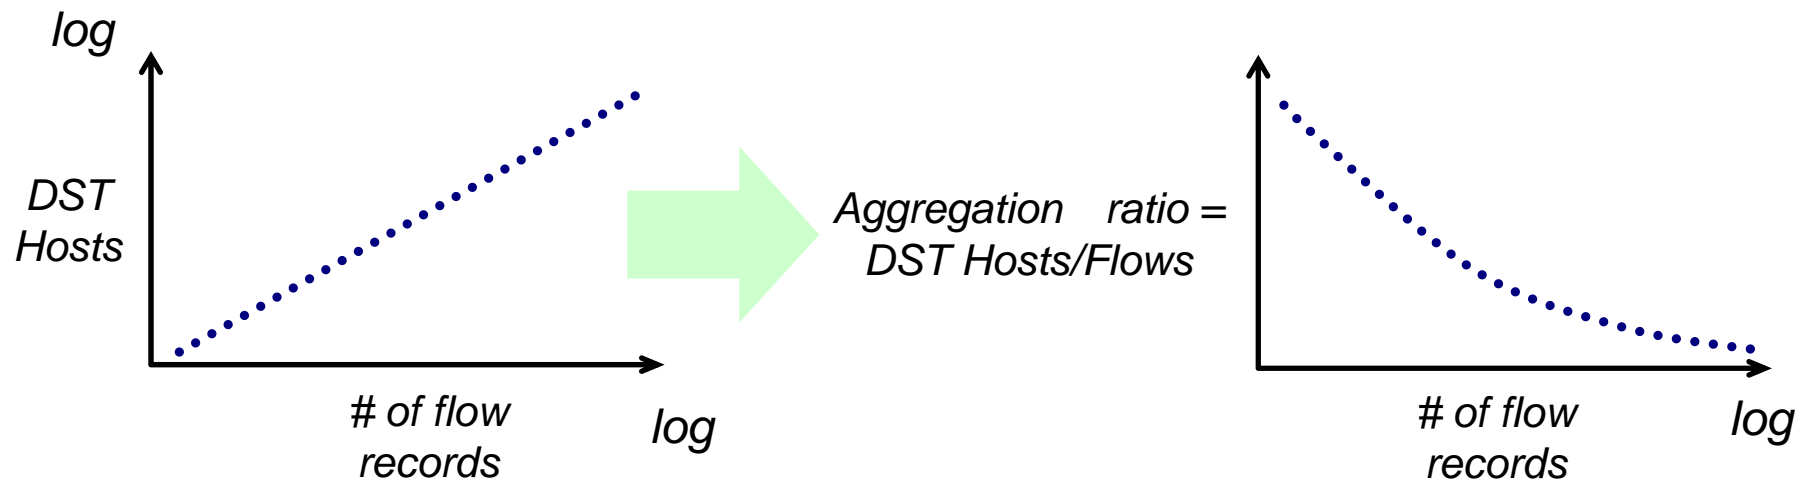 log
DST
Hosts
# of flow
records
log
Aggregation ratio =
DST Hosts/Flows
# of flow
records
log